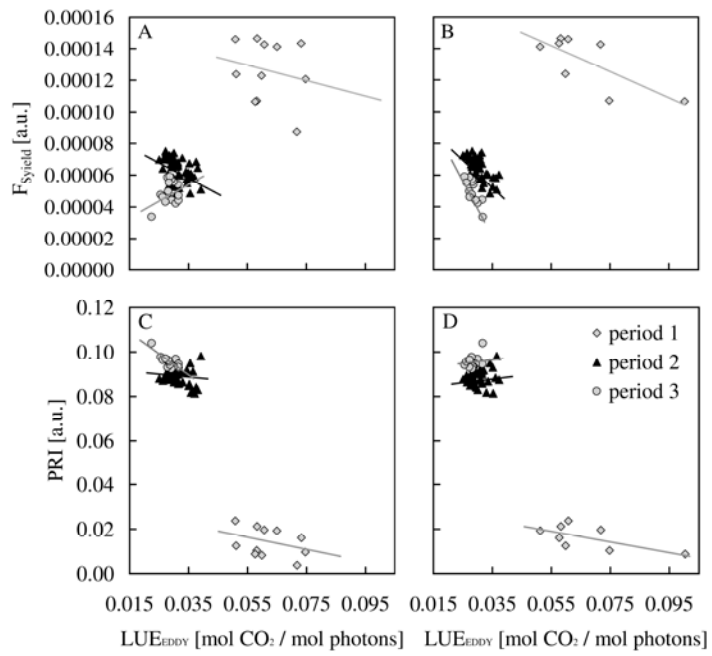 0.00016
0.00014
0.00012
0.00010
0.00008
0.00006
0.00004
0.00002
0.00000
F_Syield [a.u.]
A
B
0.12
0.10
0.08
0.06
0.04
0.02
0.00
PRI [a.u.]
C
D
period 1
period 2
period 3
0.015 0.035 0.055 0.075 0.095
0.015 0.035 0.055 0.075 0.095
LUE_EDDY [mol CO₂ / mol photons]
LUE_EDDY [mol CO₂ / mol photons]